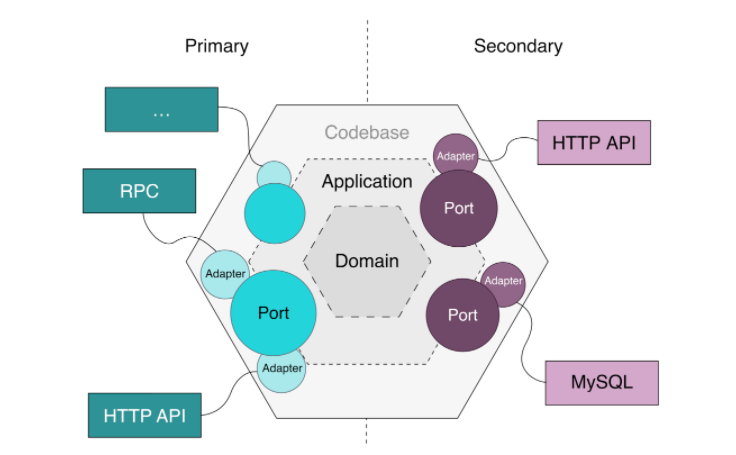 Primary
Secondary
...
Codebase
HTTP API
Adapter
Application
RPC
Port
Domain
Adapter
Adapter
Port
Port
Adapter
MySQL
HTTP API